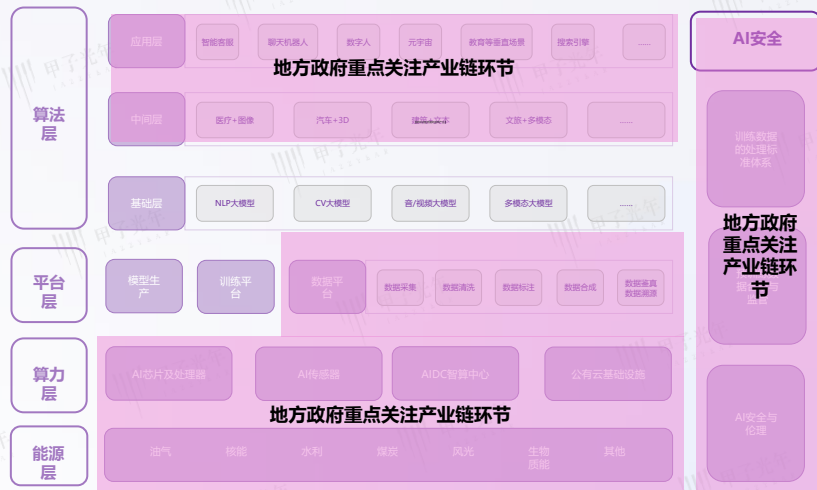 应用层
智能客服
聊天机器人
数字人
元宇宙
教育等垂直场景
搜索引擎
......
AI安全
地方政府重点关注产业链环节
算法
层
中间层
医疗+图像
汽车+3D
建筑+文本
文旅+多模态
......
训练数据
的处理标
准体系
基础层
NLP大模型
CV大模型
音/视频大模型
多模态大模型
......
地方政府
重点关注
产业链环
节
平台
层
模型生
产
训练平
台
数据平
台
数据采集
数据清洗
数据标注
数据合成
数据鉴真
数据溯源
算力
层
AI芯片及处理器
AI传感器
AIDC智算中心
公有云基础设施
地方政府重点关注产业链环节
AI安全与
伦理
能源
层
油气
核能
水利
煤炭
风光
生物
质能
其他
甲子光年